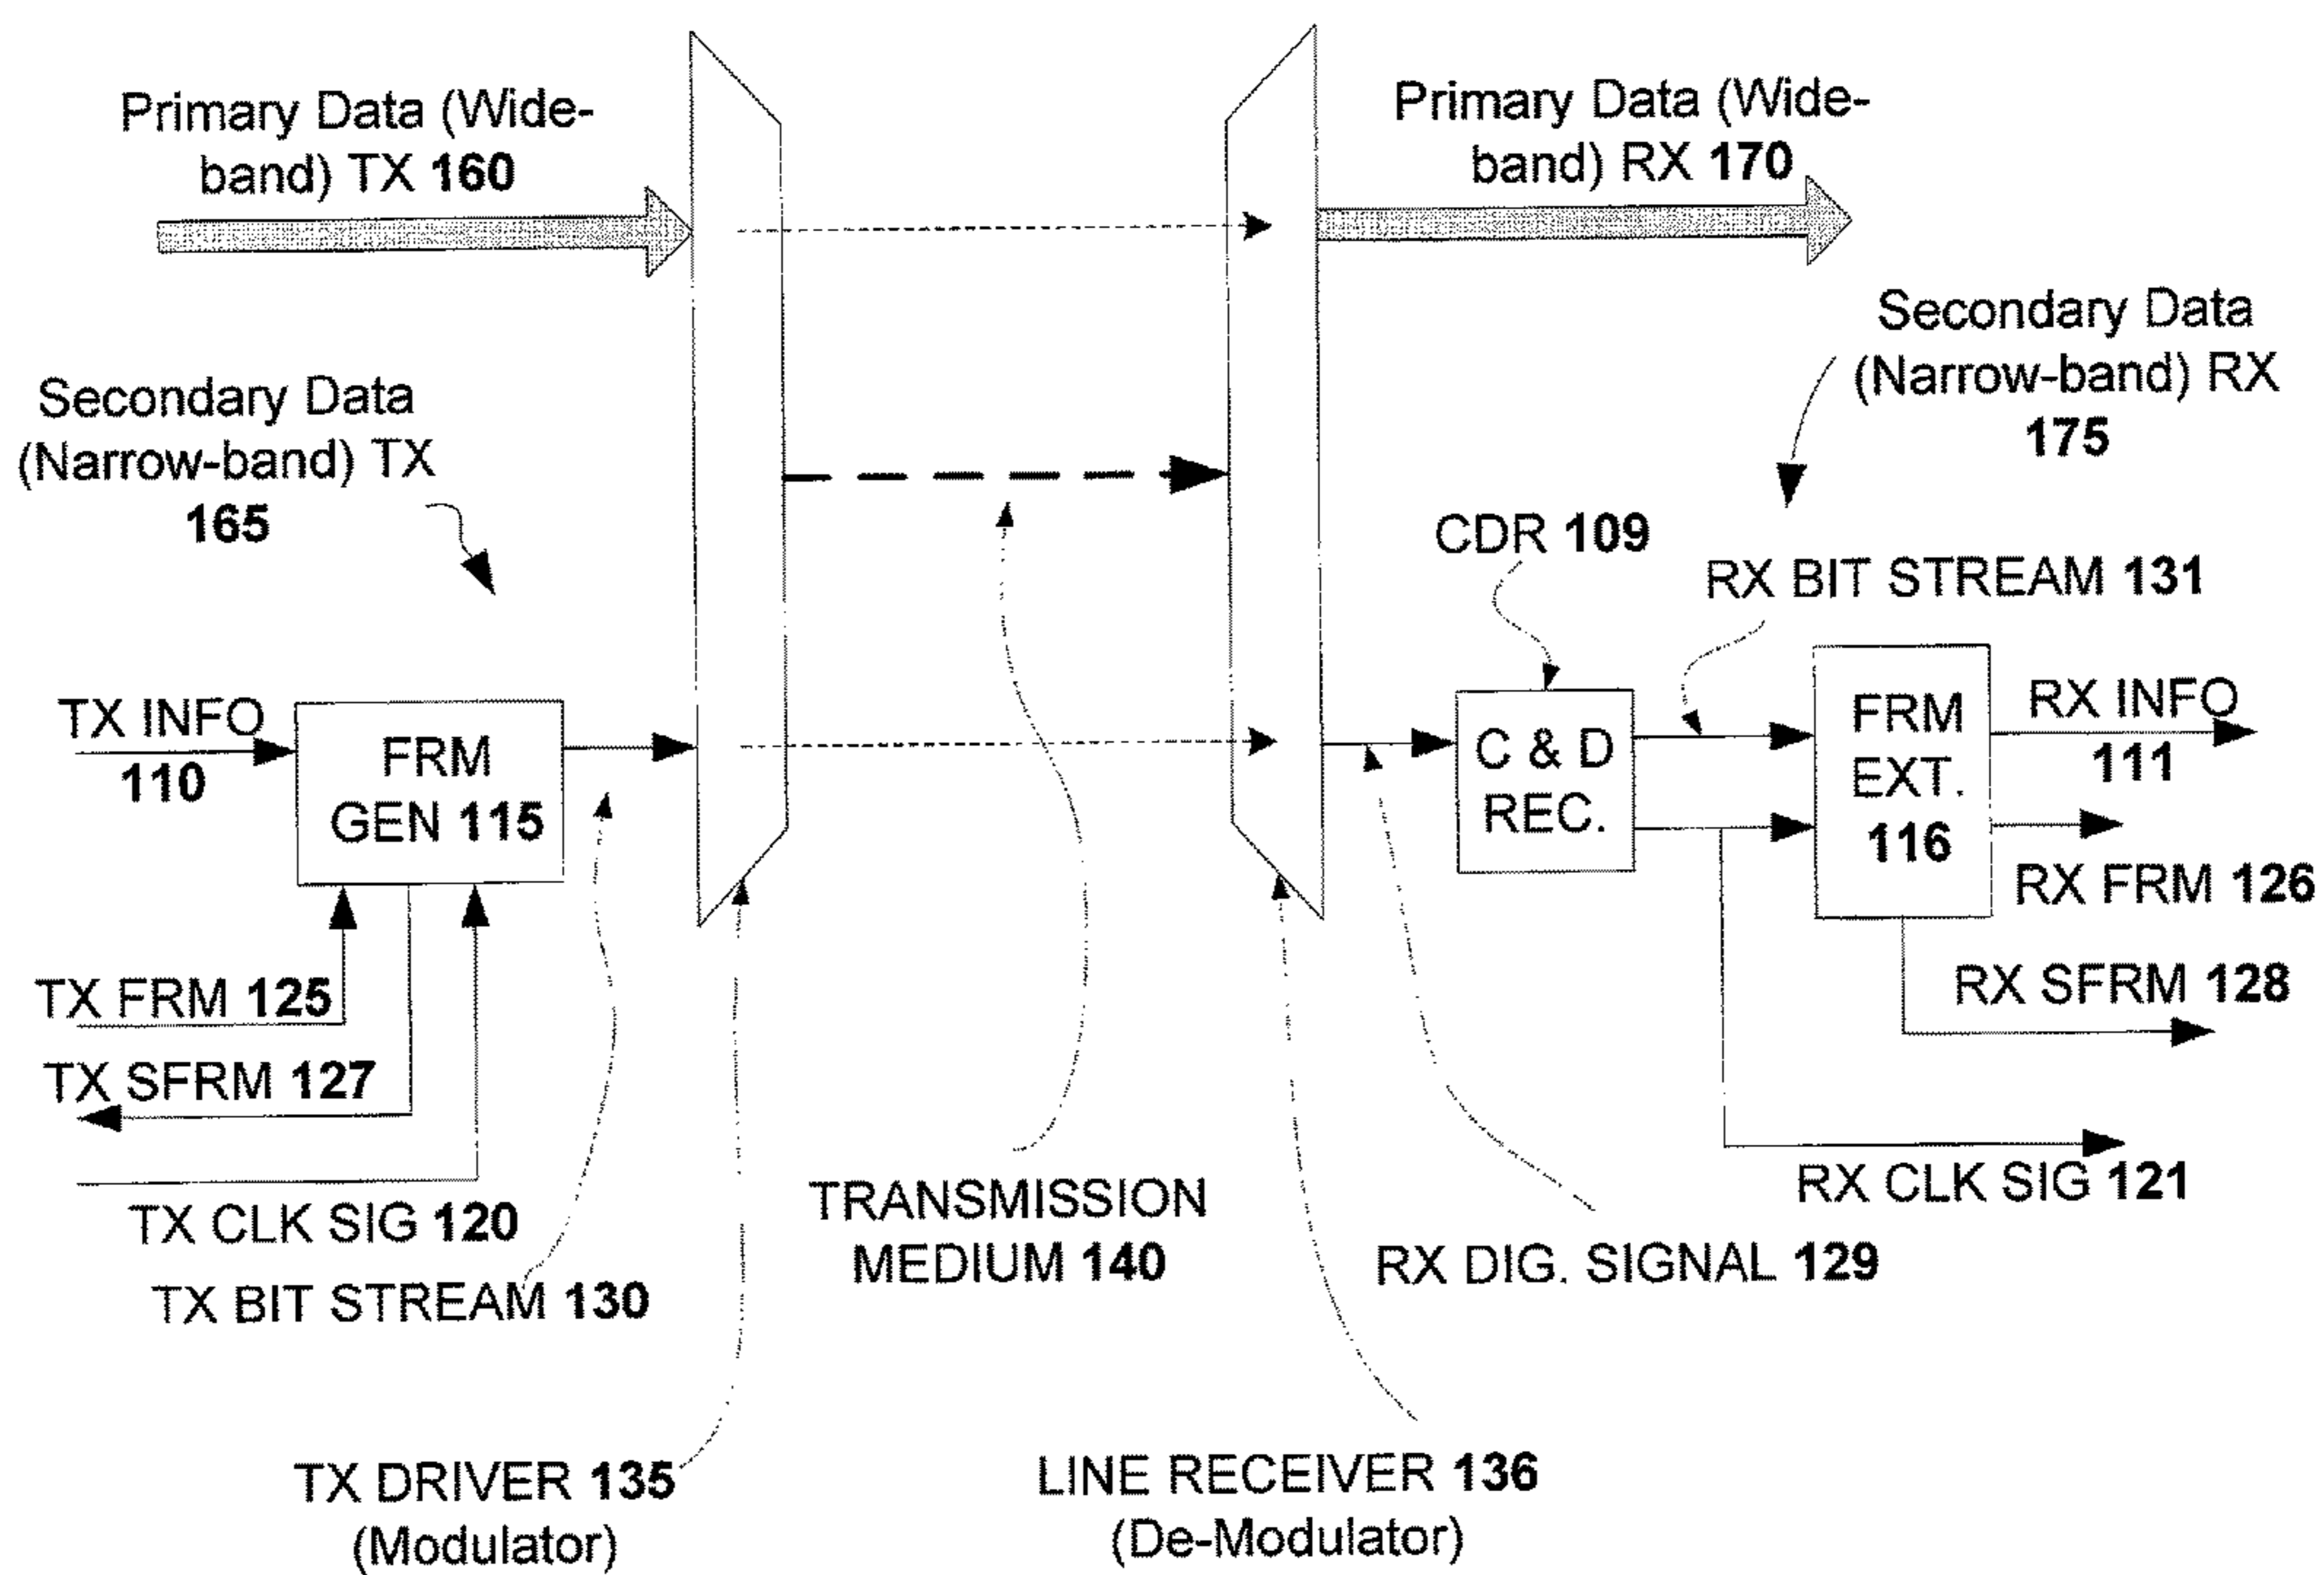 Primary Data (Wide-
band) TX 160
Primary Data (Wide-
band) RX 170
Secondary Data
(Narrow-band) RX
175
Secondary Data
(Narrow-band) TX
165
CDR 109
RX BIT STREAM 131
TX INFO
110
FRM
GEN 115
C & D
REC.
FRM
EXT.
116
RX INFO
111
RX FRM 126
RX SFRM 128
TX FRM 125
TX SFRM 127
TX CLK SIG 120
TX BIT STREAM 130
TRANSMISSION
MEDIUM 140
RX CLK SIG 121
RX DIG. SIGNAL 129
TX DRIVER 135
(Modulator)
LINE RECEIVER 136
(De-Modulator)